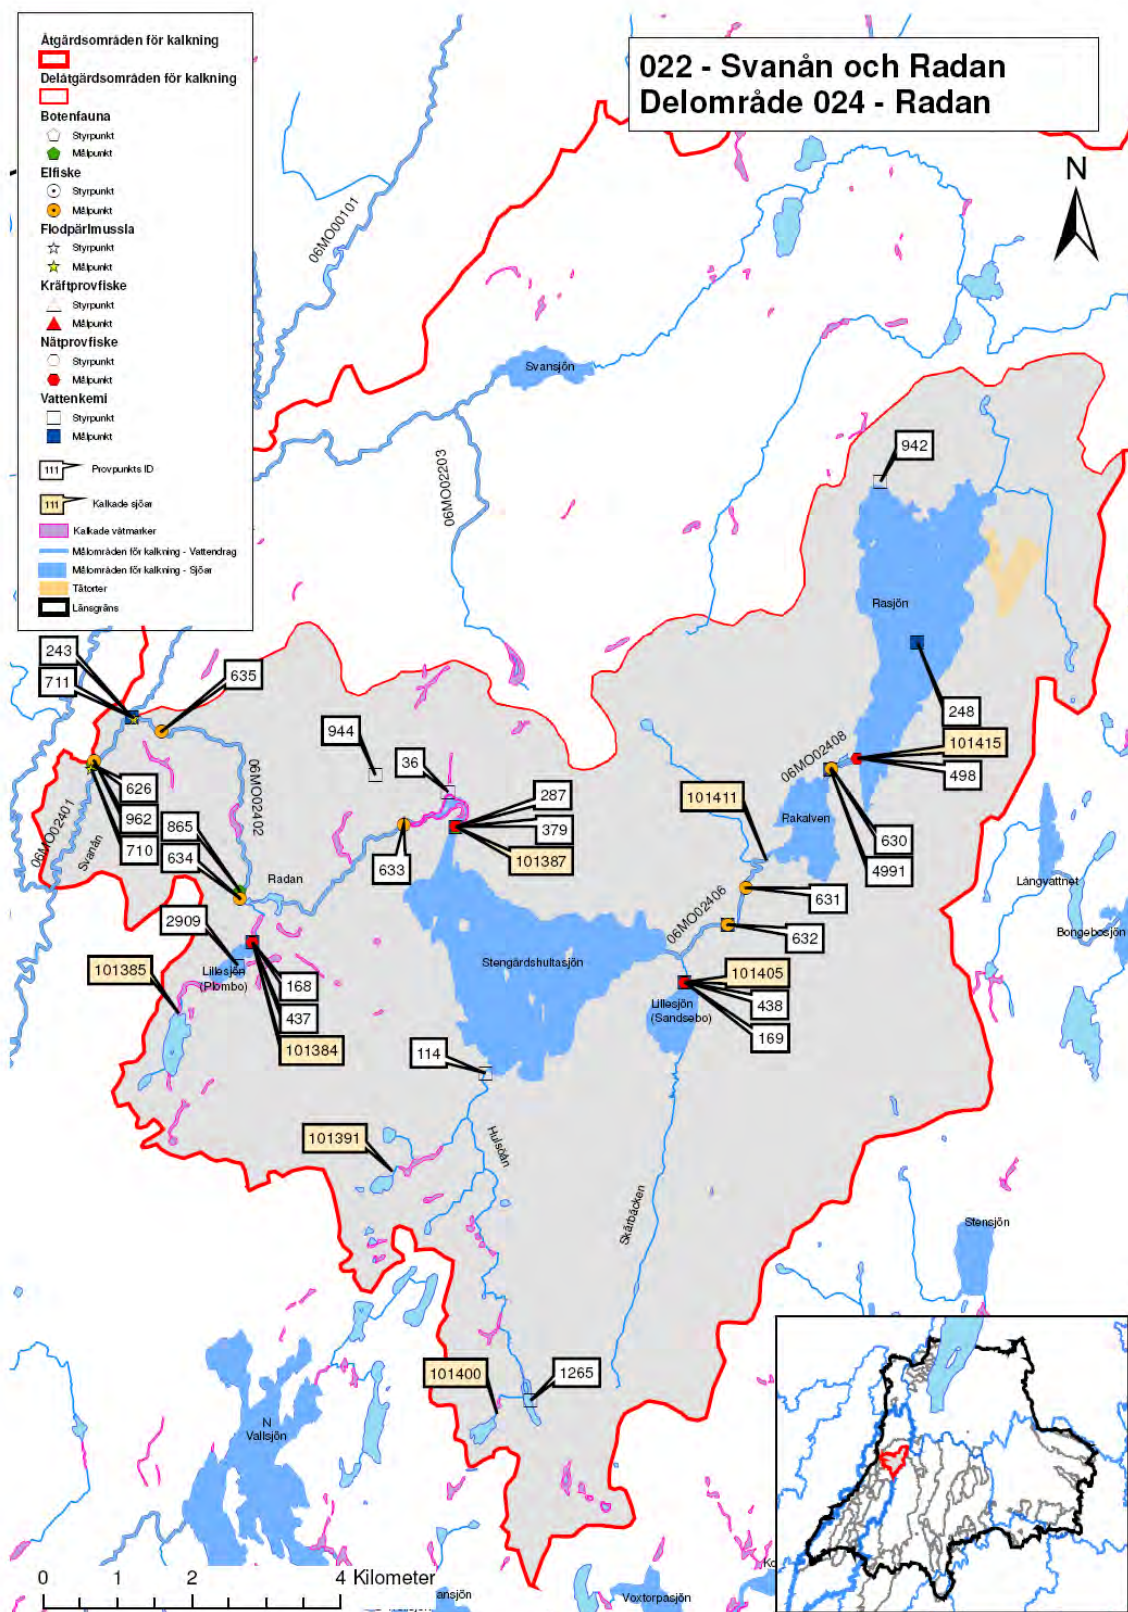 Åtgärdsområden för kalkning
Delåtgärdsområden för kalkning
Botenfauna
Styrpunkt
Målpunkt
Elfiske
Styrpunkt
Målpunkt
Flodpärlmussla
Styrpunkt
Målpunkt
Kräftprovfiske
Styrpunkt
Målpunkt
Nätprovfiske
Styrpunkt
Målpunkt
Vattenkemi
Styrpunkt
Målpunkt
111 Provpunkts ID
111 Kalkade sjöar
Kalkade våtmarker
Målområden för kalkning - Vattendrag
Målområden för kalkning - Sjöar
Tätorter
Länsgräns
022 - Svanån och Radan
Delområde 024 - Radan
N
06MO00101
Svansjön
06MO02203
942
Rasjön
243
711
635
248
944
36
06MO02408
101415
498
06MO02401
Svanån
626
962
710
06MO02402
865
634
287
379
101387
633
101411
Rakalven
630
4991
Långvattnet
Radan
631
2909
06MO02406
632
Bongebosjön
101385
Lillesjön
(Plombo)
168
437
101384
Stengårdshultasjön
101405
438
169
Lillesjön
(Sandsebo)
114
101391
Hulsöån
Skärbäcken
Stensjön
101400
1265
N
Vallsjön
0 1 2 4 Kilometer
ansjön
Voxtorpasjön